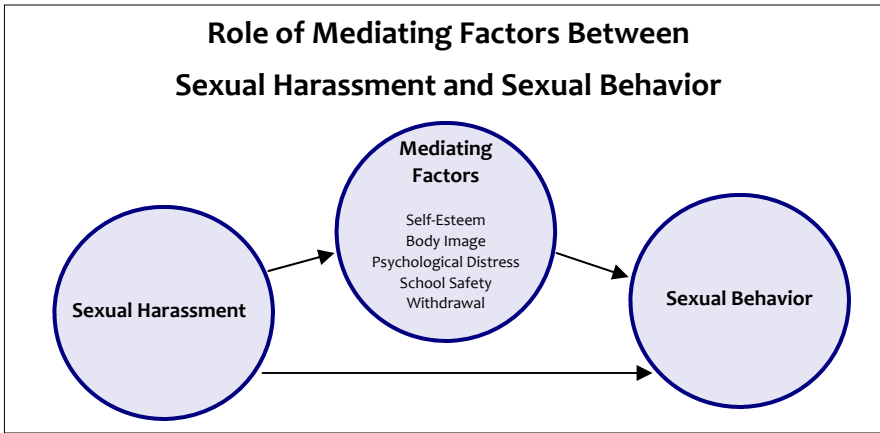 Role of Mediating Factors Between
Sexual Harassment and Sexual Behavior
Mediating
Factors
Self-Esteem
Body Image
Psychological Distress
School Safety
Withdrawal
Sexual Harassment
Sexual Behavior